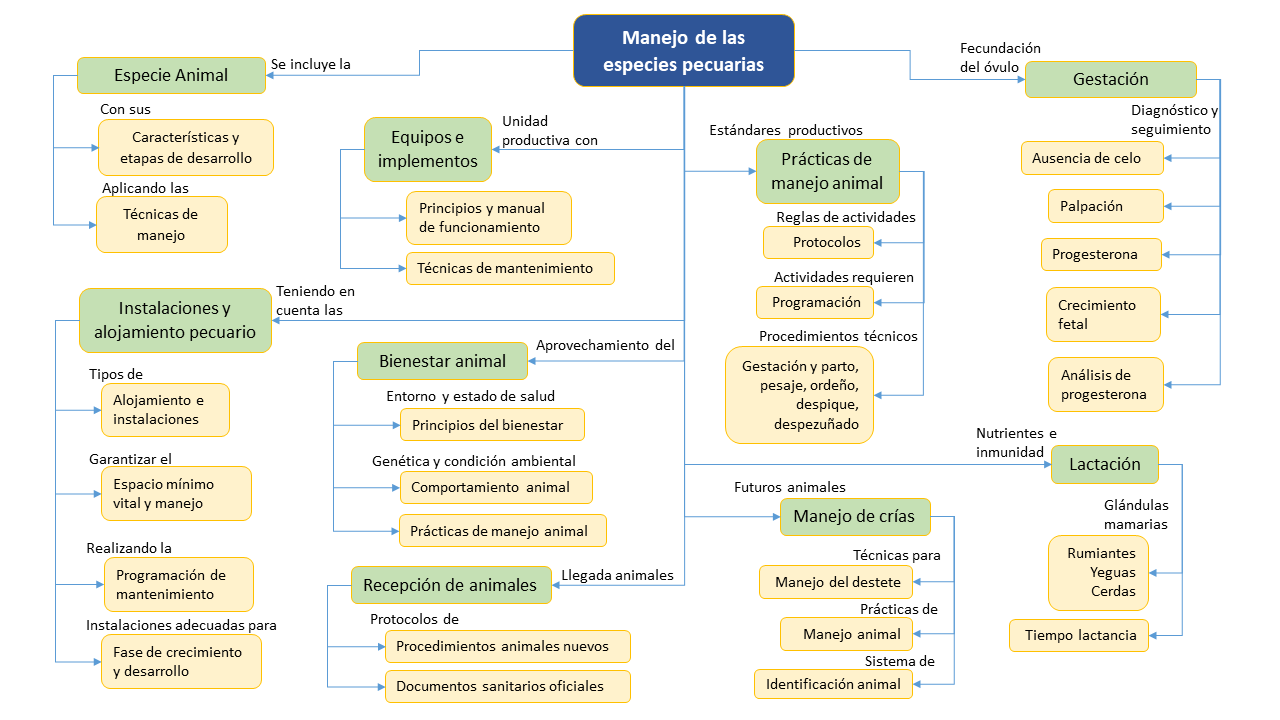 Manejo de las
especies pecuarias
Se incluye la
Especie Animal
Con sus
Características y
etapas de desarrollo
Aplicando las
Técnicas de
manejo
Unidad
productiva con
Equipos e
implementos
Principios y manual
de funcionamiento
Técnicas de mantenimiento
Teniendo en
cuenta las
Instalaciones y
alojamiento pecuario
Tipos de
Alojamiento e
instalaciones
Garantizar el
Espacio mínimo
vital y manejo
Realizando la
Programación de
mantenimiento
Instalaciones adecuadas para
Fase de crecimiento
y desarrollo
Aprovechamiento del
Bienestar animal
Entorno y estado de salud
Principios del bienestar
Genética y condición ambiental
Comportamiento animal
Prácticas de manejo animal
Llegada animales
Recepción de animales
Protocolos de
Procedimientos animales nuevos
Documentos sanitarios oficiales
Estándares productivos
Prácticas de
manejo animal
Reglas de actividades
Protocolos
Actividades requieren
Programación
Procedimientos técnicos
Gestación y parto,
pesaje, ordeño,
despique,
despezuñado
Fecundación
del óvulo
Gestación
Diagnóstico y
seguimiento
Ausencia de celo
Palpación
Progesterona
Crecimiento
fetal
Análisis de
progesterona
Nutrientes e
inmunidad
Lactación
Glándulas
mamarias
Rumiantes
Yeguas
Cerdas
Tiempo lactancia
Futuros animales
Manejo de crías
Técnicas para
Manejo del destete
Prácticas de
Manejo animal
Sistema de
Identificación animal